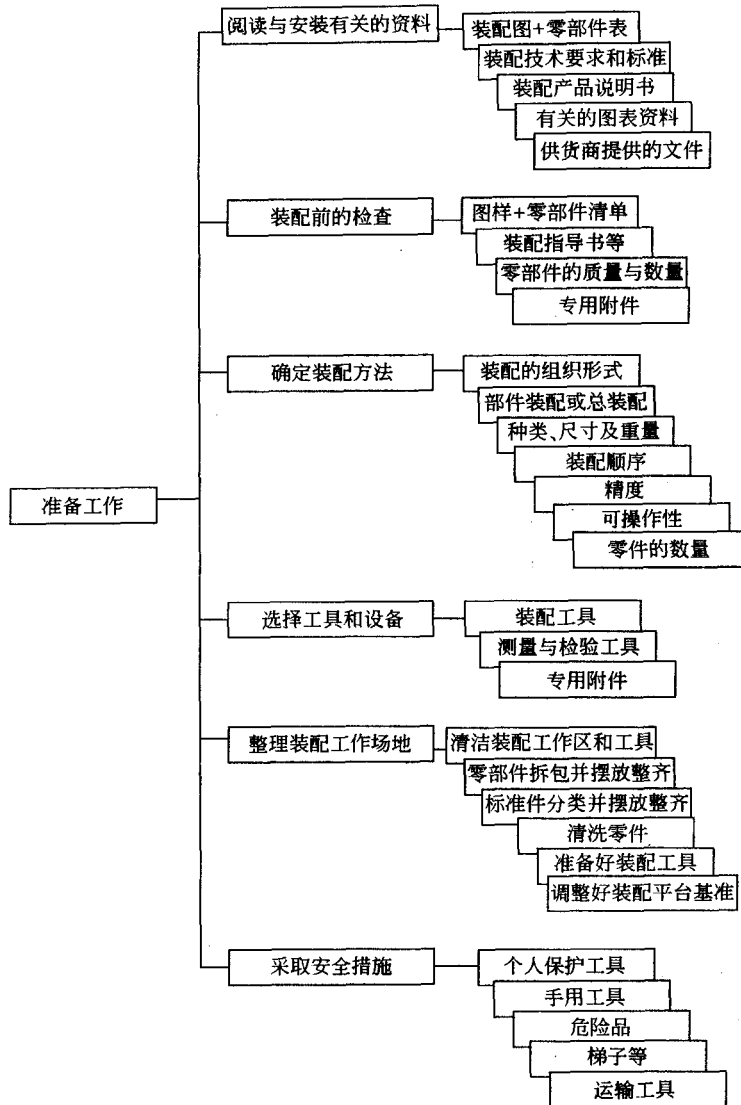 阅读与安装有关的资料
装配图+零部件表
装配技术要求和标准
装配产品说明书
有关的图表资料
供货商提供的文件
装配前的检查
图样+零部件清单
装配指导书等
零部件的质量与数量
专用附件
确定装配方法
装配的组织形式
部件装配或总装配
种类、尺寸及重量
装配顺序
精度
可操作性
零件的数量
准备工作
选择工具和设备
装配工具
测量与检验工具
专用附件
整理装配工作场地
清洁装配工作区和工具
零部件拆包并摆放整齐
标准件分类并摆放整齐
清洗零件
准备好装配工具
调整好装配平台基准
采取安全措施
个人保护工具
手用工具
危险品
梯子等
运输工具